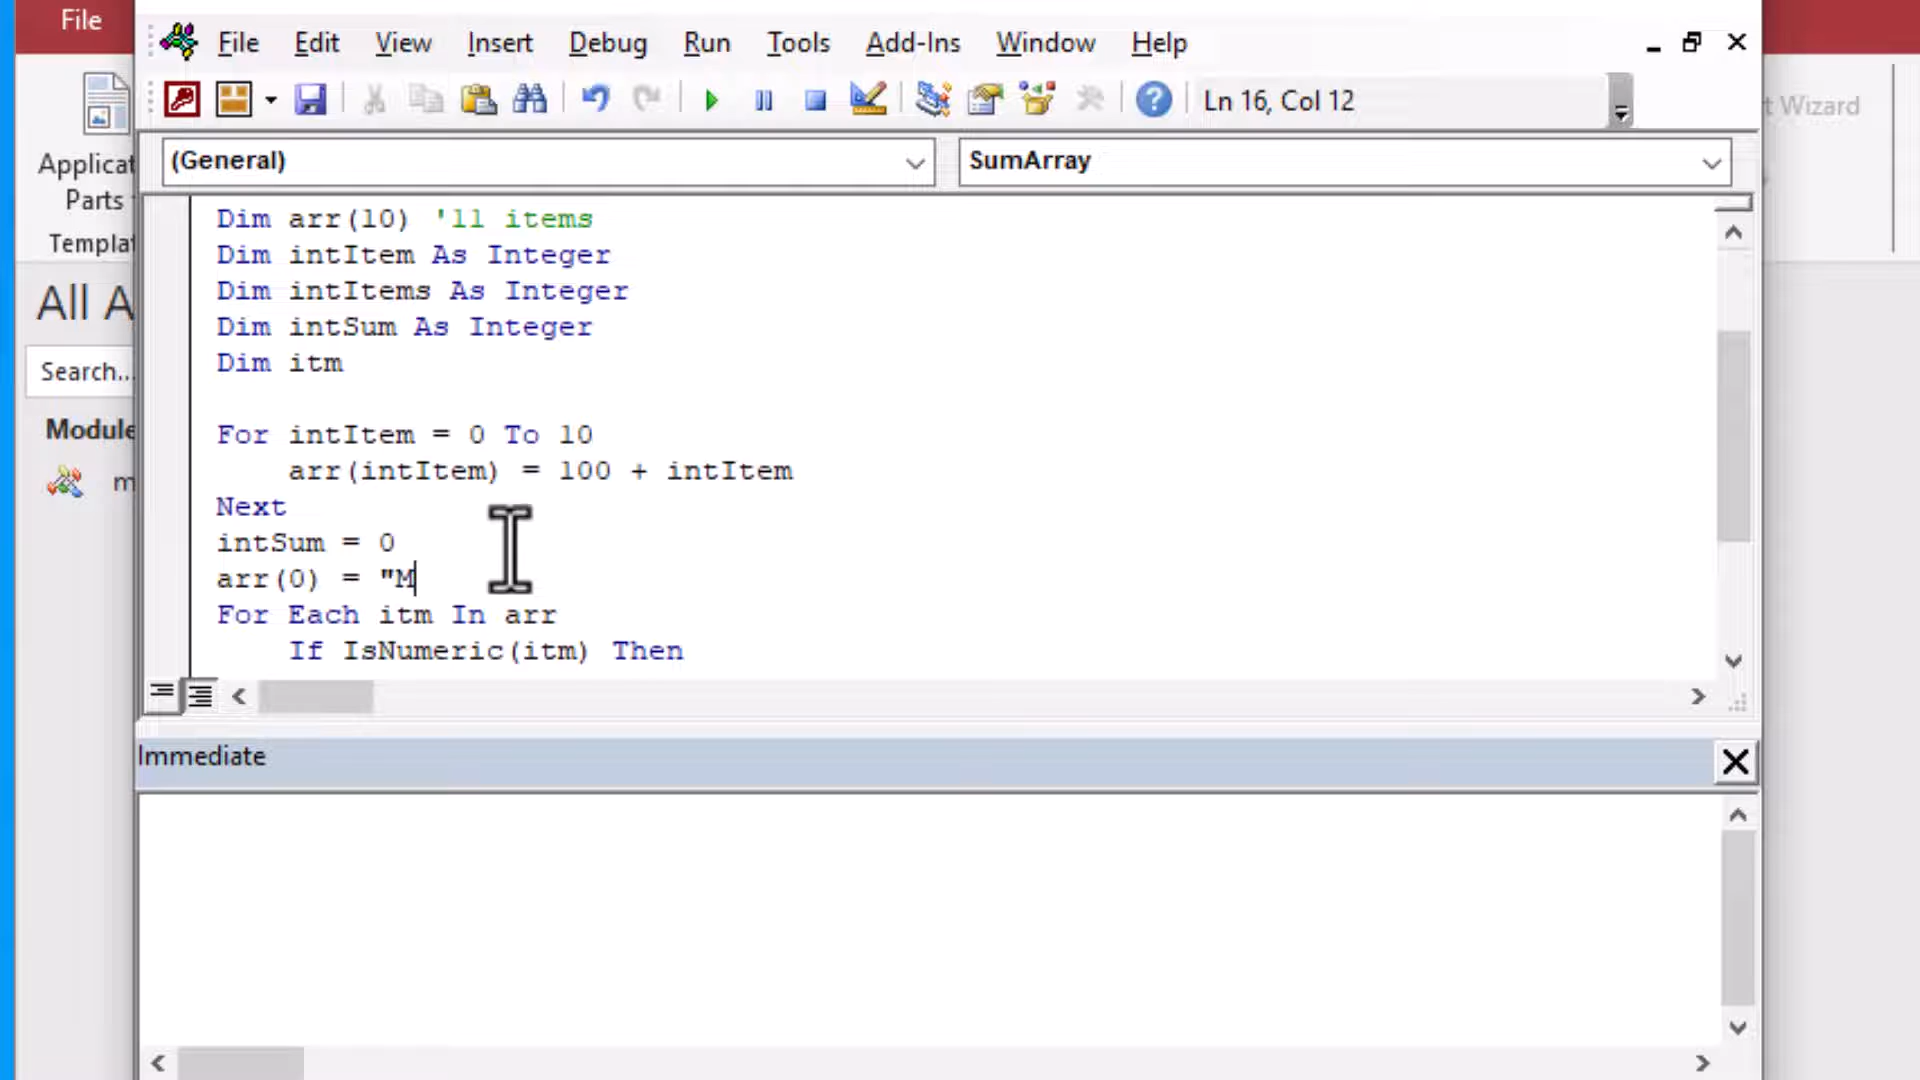 File
File Edit View Insert Debug Run Tools Add-Ins Window Help
Ln 16, Col 12
t Wizard
Applicat
Parts
Templat
(General)
SumArray
All A
Search...
Module
m
Dim arr(10) '11 items
Dim intItem As Integer
Dim intItems As Integer
Dim intSum As Integer
Dim itm
For intItem = 0 To 10
arr(intItem) = 100 + intItem
Next
intSum = 0
arr(0) = "M
For Each itm In arr
If IsNumeric(itm) Then
Immediate